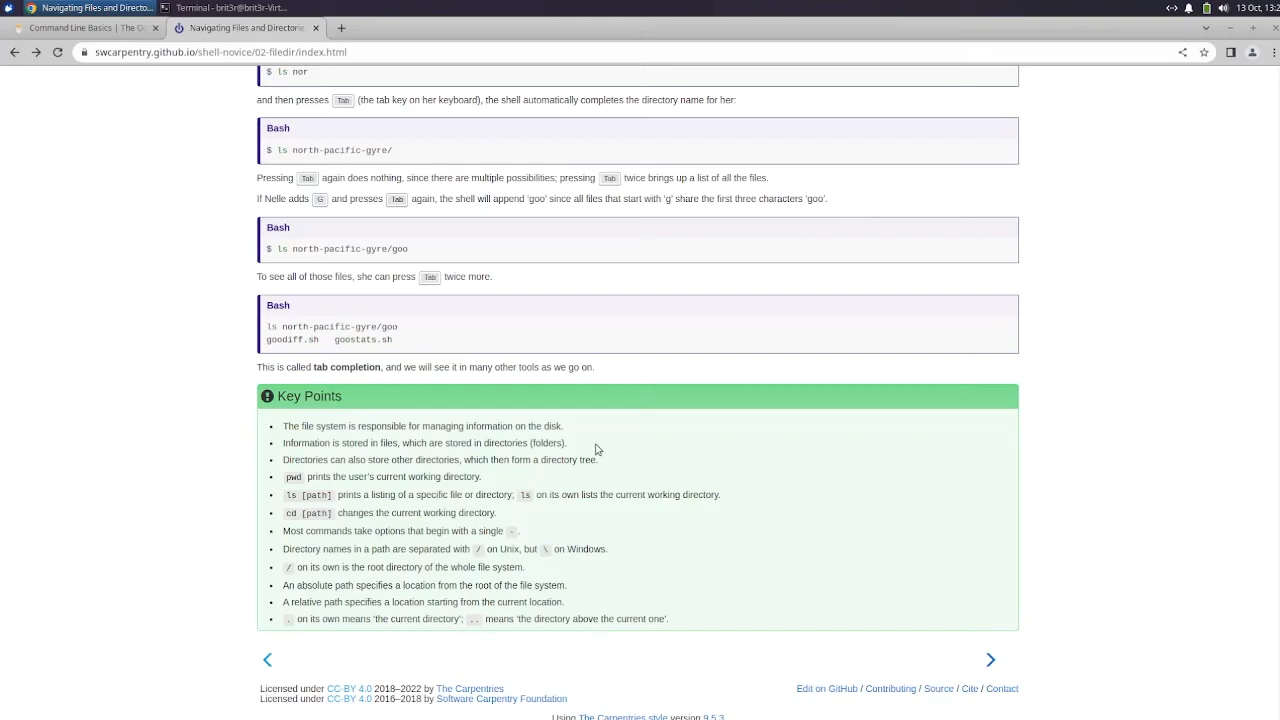 Navigating Files and Directo...
Terminal - brit3r@brit3r-Virt...
13 Oct, 13:2
Command Line Basics | The O
Navigating Files and Directorie
swcarpentry.github.io/shell-novice/02-filedir/index.html
$ ls nor
and then presses Tab (the tab key on her keyboard), the shell automatically completes the directory name for her:
Bash
$ ls north-pacific-gyre/
Pressing Tab again does nothing, since there are multiple possibilities; pressing Tab twice brings up a list of all the files.
If Nelle adds G and presses Tab again, the shell will append ‘goo’ since all files that start with ‘g’ share the first three characters ‘goo’.
Bash
$ ls north-pacific-gyre/goo
To see all of those files, she can press Tab twice more.
Bash
ls north-pacific-gyre/goo
goodiff.sh goostats.sh
This is called tab completion, and we will see it in many other tools as we go on.
Key Points
• The file system is responsible for managing information on the disk.
• Information is stored in files, which are stored in directories (folders).
• Directories can also store other directories, which then form a directory tree.
• pwd prints the user’s current working directory.
• ls [path] prints a listing of a specific file or directory; ls on its own lists the current working directory.
• cd [path] changes the current working directory.
• Most commands take options that begin with a single -.
• Directory names in a path are separated with / on Unix, but \ on Windows.
• / on its own is the root directory of the whole file system.
• An absolute path specifies a location from the root of the file system.
• A relative path specifies a location starting from the current location.
• . on its own means ‘the current directory’; .. means ‘the directory above the current one’.
Licensed under CC-BY 4.0 2018–2022 by The Carpentries
Licensed under CC-BY 4.0 2016–2018 by Software Carpentry Foundation
Edit on GitHub / Contributing / Source / Cite / Contact
Using The Carpentries style version 9.5.3